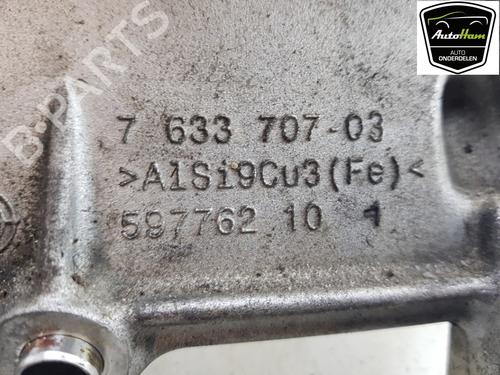 AutoHam
AUTO
ONDERDELEN
B-PARTS
7 633 707-03
>AlSi9Cu3(Fe)<
597762 10 1